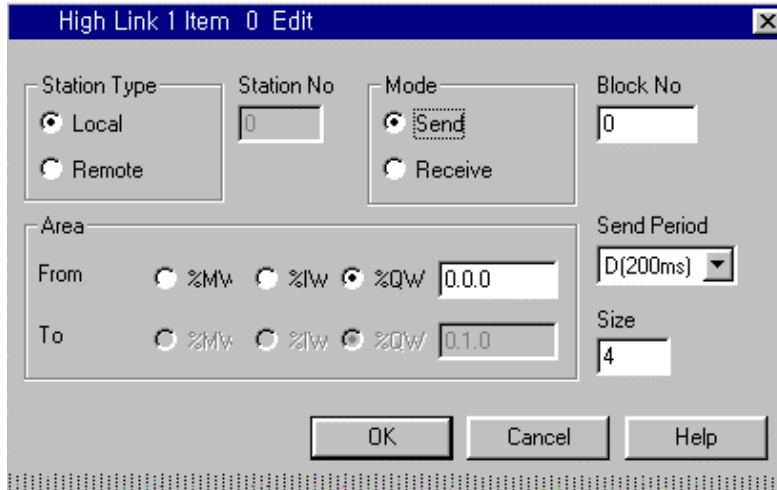 High Link 1 Item 0 Edit
Station Type
Station No
Mode
Block No
Local
0
Send
0
Remote
Receive
Area
Send Period
From
%MW
%IW
%QW
0.0.0
D(200ms)
To
%MW
%IW
%QW
0.1.0
Size
4
OK
Cancel
Help